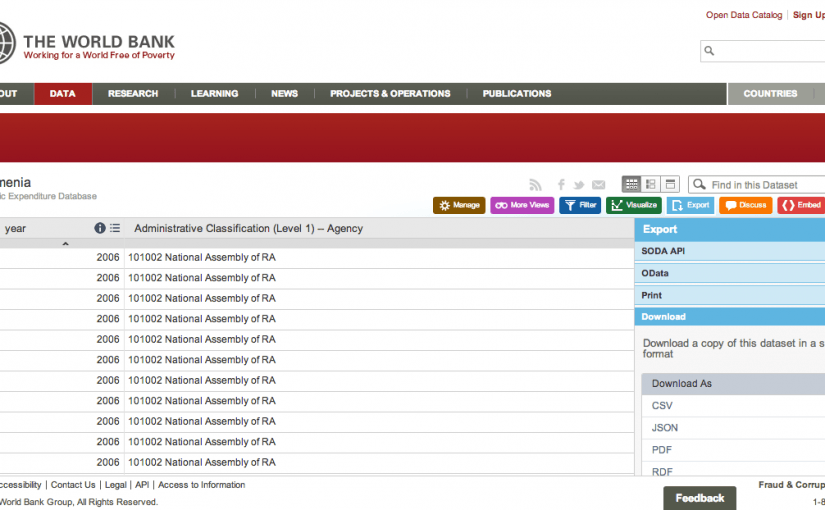 Open Data Catalog | Sign Up
THE WORLD BANK
Working for a World Free of Poverty
OUT DATA RESEARCH LEARNING NEWS PROJECTS & OPERATIONS PUBLICATIONS COUNTRIES
menia
ic Expenditure Database
Find in this Dataset
Manage More Views Filter Visualize Export Discuss Embed
year Administrative Classification (Level 1) -- Agency
2006 101002 National Assembly of RA
2006 101002 National Assembly of RA
2006 101002 National Assembly of RA
2006 101002 National Assembly of RA
2006 101002 National Assembly of RA
2006 101002 National Assembly of RA
2006 101002 National Assembly of RA
2006 101002 National Assembly of RA
2006 101002 National Assembly of RA
2006 101002 National Assembly of RA
2006 101002 National Assembly of RA
Export
SODA API
OData
Print
Download
Download a copy of this dataset in a s
format
Download As
CSV
JSON
PDF
RDF
ccessibility | Contact Us | Legal | API | Access to Information
World Bank Group, All Rights Reserved.
Feedback
Fraud & Corrup
1-8